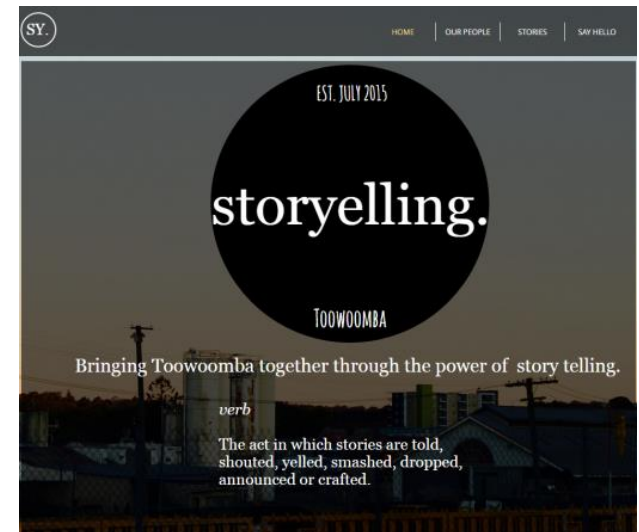 SY.
HOME OUR PEOPLE STORIES SAY HELLO
EST. JULY 2015
storyelling.
TOOWOOMBA
Bringing Toowoomba together through the power of story telling.
verb
The act in which stories are told,
shouted, yelled, smashed, dropped,
announced or crafted.